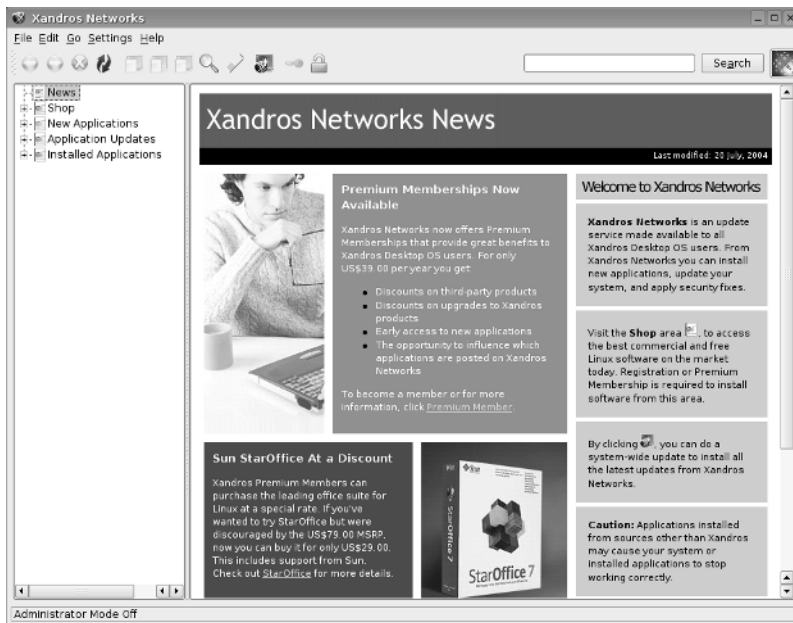 Xandros Networks
File Edit Go Settings Help
Search
News
Shop
New Applications
Application Updates
Installed Applications
Xandros Networks News
Last modified: 20 July, 2004
Premium Memberships Now
Available
Xandros Networks now offers Premium
Memberships that provide great benefits to
Xandros Desktop OS users. For only
US$39.00 per year you get:
Discounts on third-party products
Discounts on upgrades to Xandros
products
Early access to new applications
The opportunity to influence which
applications are posted on Xandros
Networks
To become a member or for more
information, click Premium Member.
Sun StarOffice At a Discount
Xandros Premium Members can
purchase the leading office suite for
Linux at a special rate. If you've
wanted to try StarOffice but were
discouraged by the US$79.00 MSRP,
now you can buy it for only US$29.00.
This includes support from Sun.
Check out StarOffice for more details.
StarOffice 7
StarOffice 7
Welcome to Xandros Networks
Xandros Networks is an update
service made available to all
Xandros Desktop OS users. From
Xandros Networks you can install
new applications, update your
system, and apply security fixes.
Visit the Shop area , to access
the best commercial and free
Linux software on the market
today. Registration or Premium
Membership is required to install
software from this area.
By clicking , you can do a
system-wide update to install all
the latest updates from Xandros
Networks.
Caution: Applications installed
from sources other than Xandros
may cause your system or
installed applications to stop
working correctly.
Administrator Mode Off